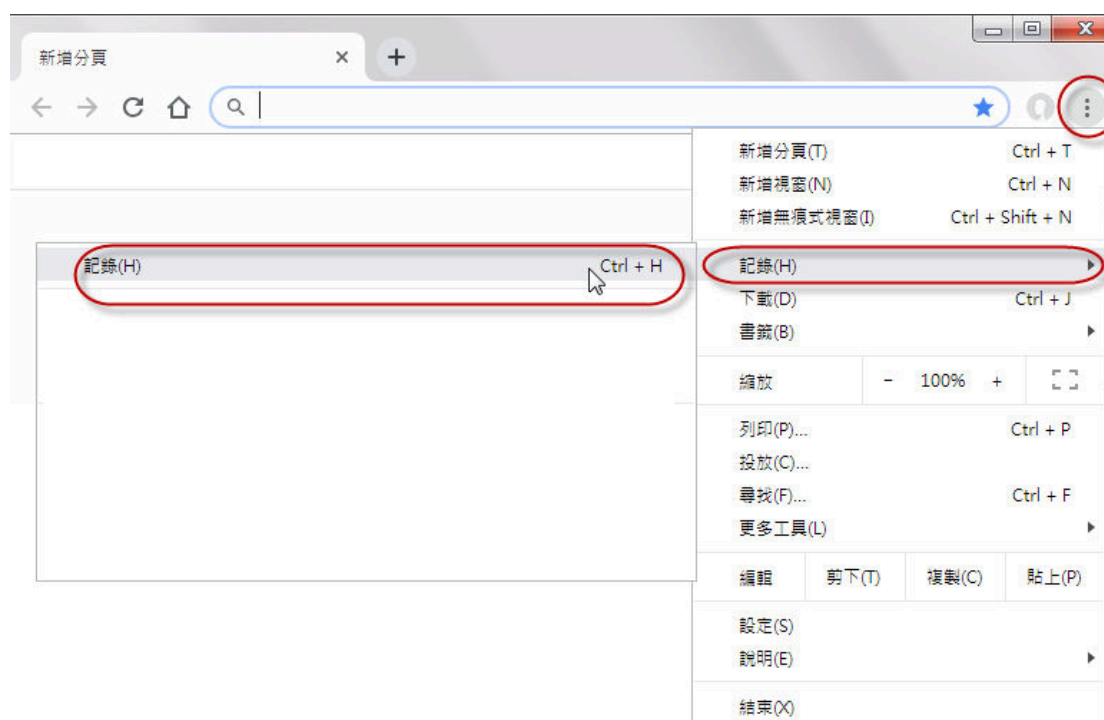 新增分頁
新增分頁(T) Ctrl + T
新增視窗(N) Ctrl + N
新增無痕式視窗(I) Ctrl + Shift + N
記錄(H) Ctrl + H
記錄(H)
下載(D) Ctrl + J
書籤(B)
縮放 - 100% +
列印(P)... Ctrl + P
投放(C)...
尋找(F)... Ctrl + F
更多工具(L)
編輯 剪下(T) 複製(C) 貼上(P)
設定(S)
說明(E)
結束(X)